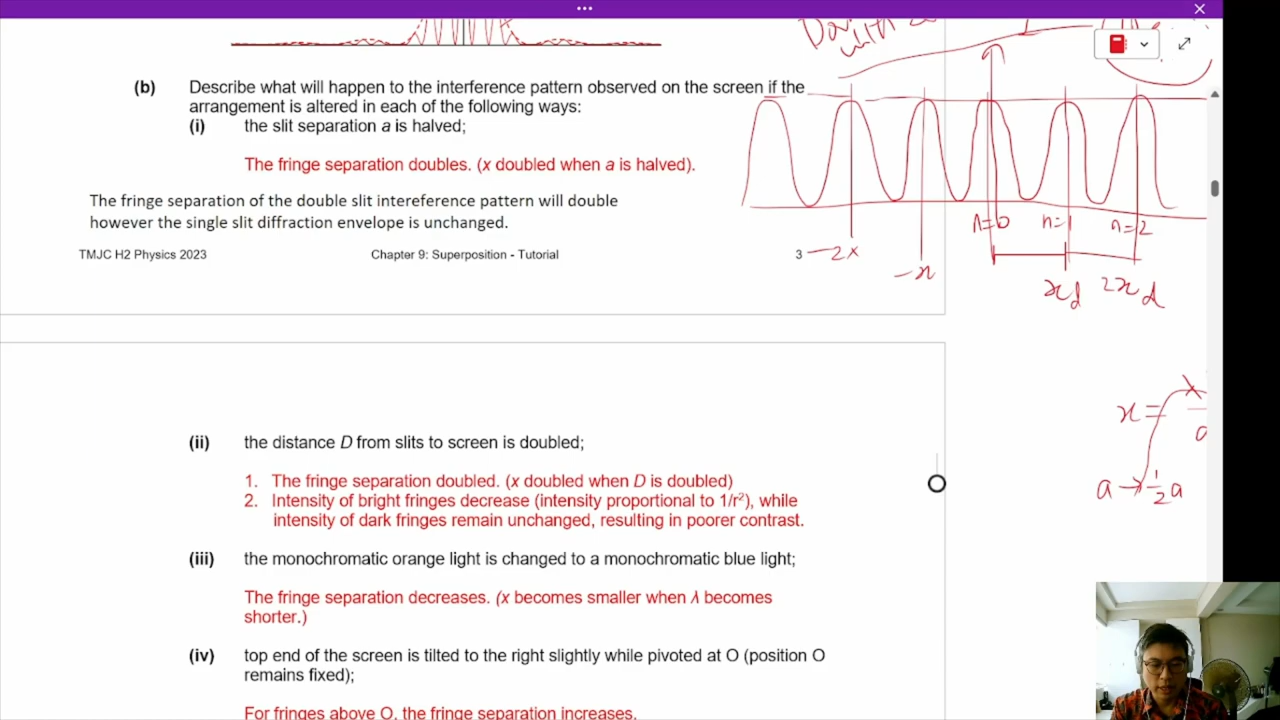 (b) Describe what will happen to the interference pattern observed on the screen if the
arrangement is altered in each of the following ways:
(i) the slit separation a is halved;
The fringe separation doubles. (x doubled when a is halved).
The fringe separation of the double slit intereference pattern will double
however the single slit diffraction envelope is unchanged.
TMJC H2 Physics 2023 Chapter 9: Superposition - Tutorial 3
-2x
-x
n=0 n=1 n=2
x_d 2x_d
x = λ
a
a → 1/2 a
(ii) the distance D from slits to screen is doubled;
1. The fringe separation doubled. (x doubled when D is doubled)
2. Intensity of bright fringes decrease (intensity proportional to 1/r²), while
intensity of dark fringes remain unchanged, resulting in poorer contrast.
(iii) the monochromatic orange light is changed to a monochromatic blue light;
The fringe separation decreases. (x becomes smaller when λ becomes
shorter.)
(iv) top end of the screen is tilted to the right slightly while pivoted at O (position O
remains fixed);
For fringes above O, the fringe separation increases.